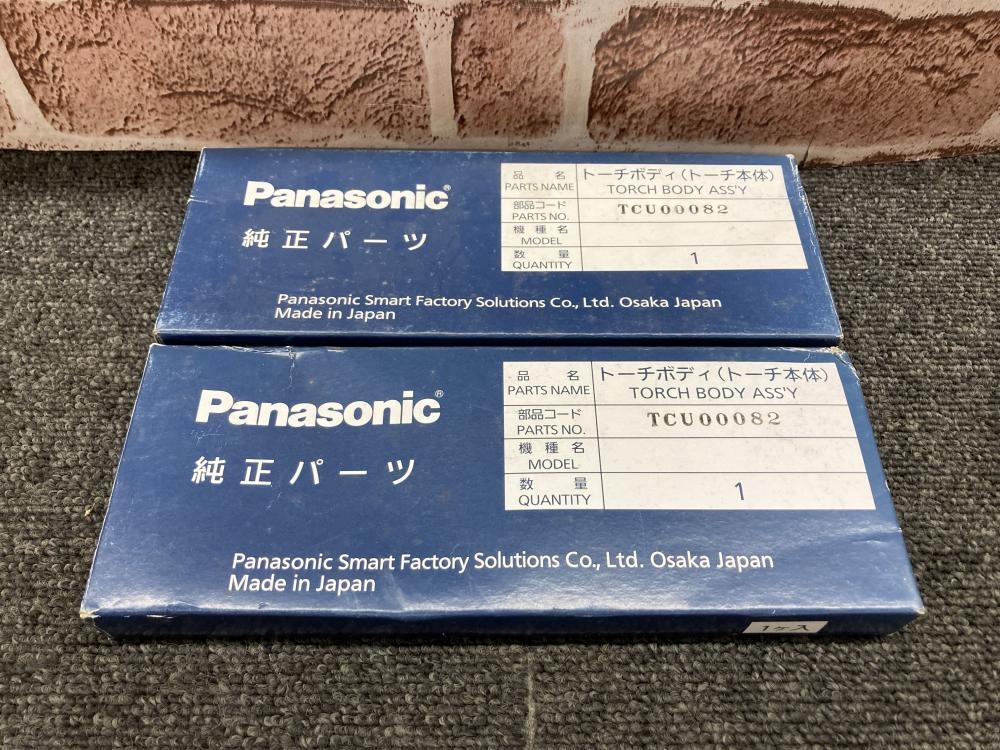 Panasonic®
純正パーツ
品名 トーチボディ(トーチ本体)
PARTS NAME TORCH BODY ASS'Y
部品コード
PARTS NO. TCU00082
機種名
MODEL
数量
QUANTITY 1
Panasonic Smart Factory Solutions Co., Ltd. Osaka Japan
Made in Japan
Panasonic®
純正パーツ
品名 トーチボディ(トーチ本体)
PARTS NAME TORCH BODY ASS'Y
部品コード
PARTS NO. TCU00082
機種名
MODEL
数量
QUANTITY 1
Panasonic Smart Factory Solutions Co., Ltd. Osaka Japan
Made in Japan
1ヶ入